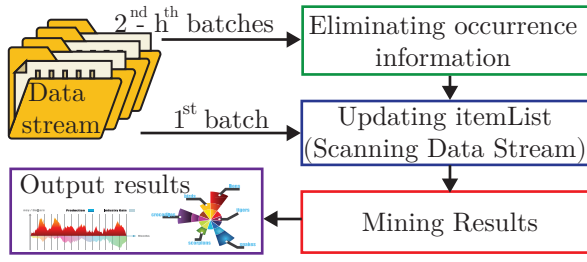 2nd - hth batches
Eliminating occurrence
information
Data
stream
1st batch
Updating itemList
(Scanning Data Stream)
Output results
Mining Results